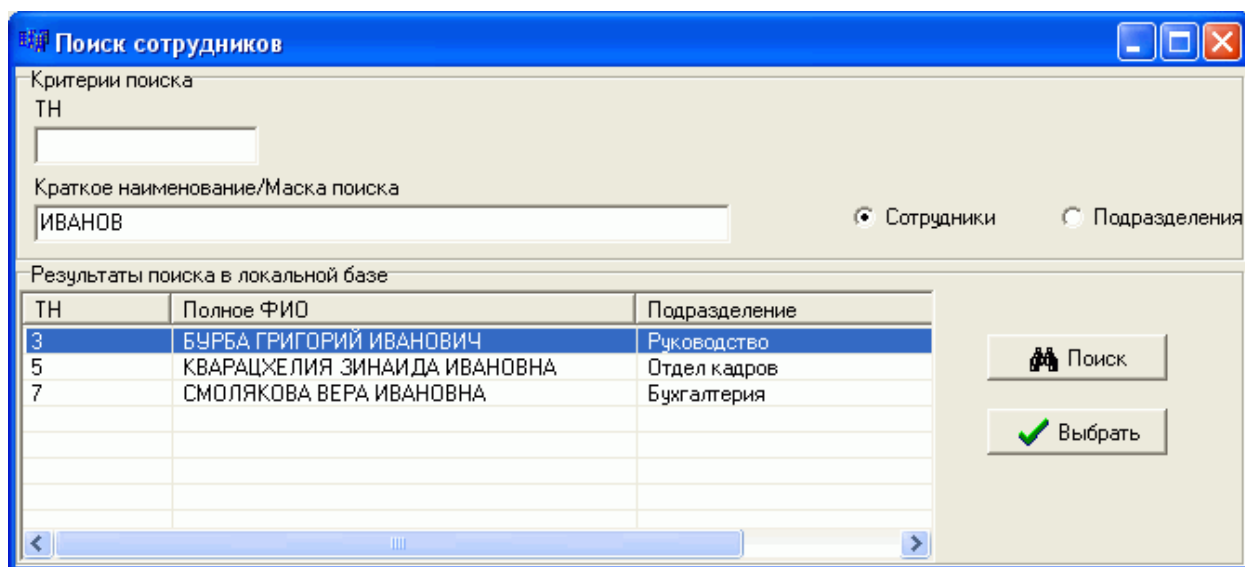 Поиск сотрудников
Критерии поиска
ТН
Краткое наименование/Маска поиска
ИВАНОВ
Сотрудники Подразделения
Результаты поиска в локальной базе
ТН Полное ФИО Подразделение
3 БУРБА ГРИГОРИЙ ИВАНОВИЧ Руководство
5 КВАРАЦХЕЛИЯ ЗИНАИДА ИВАНОВНА Отдел кадров
7 СМОЛЯКОВА ВЕРА ИВАНОВНА Бухгалтерия
Поиск
Выбрать